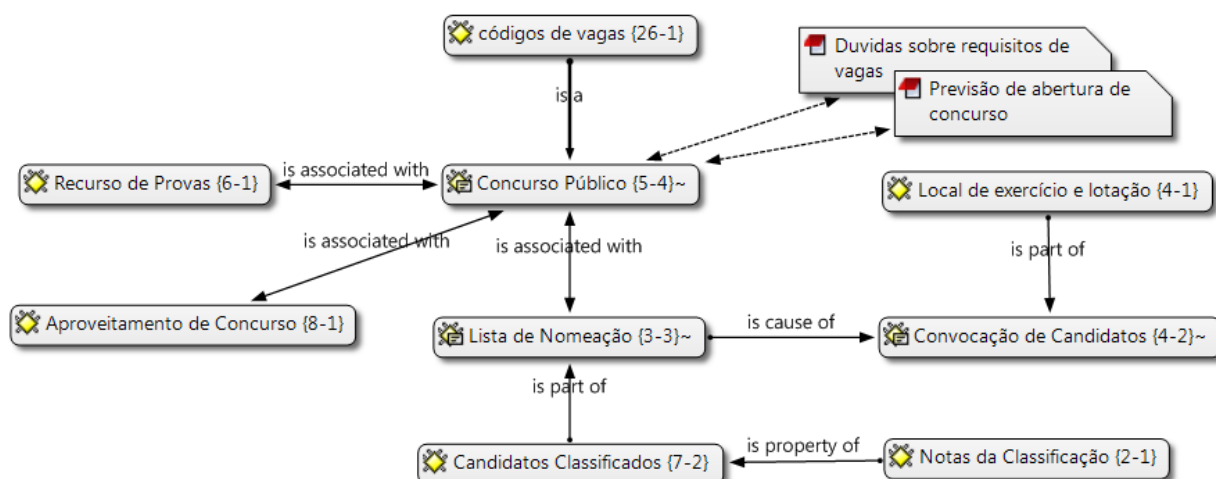 códigos de vagas {26-1}
Duvidas sobre requisitos de
vagas
Previsão de abertura de
concurso
is a
is associated with
Recurso de Provas {6-1}
Concurso Público {5-4}~
Local de exercício e lotação {4-1}
is associated with
is associated with
is part of
Aproveitamento de Concurso {8-1}
Lista de Nomeação {3-3}~
is cause of
Convocação de Candidatos {4-2}~
is part of
Candidatos Classificados {7-2}
is property of
Notas da Classificação {2-1}